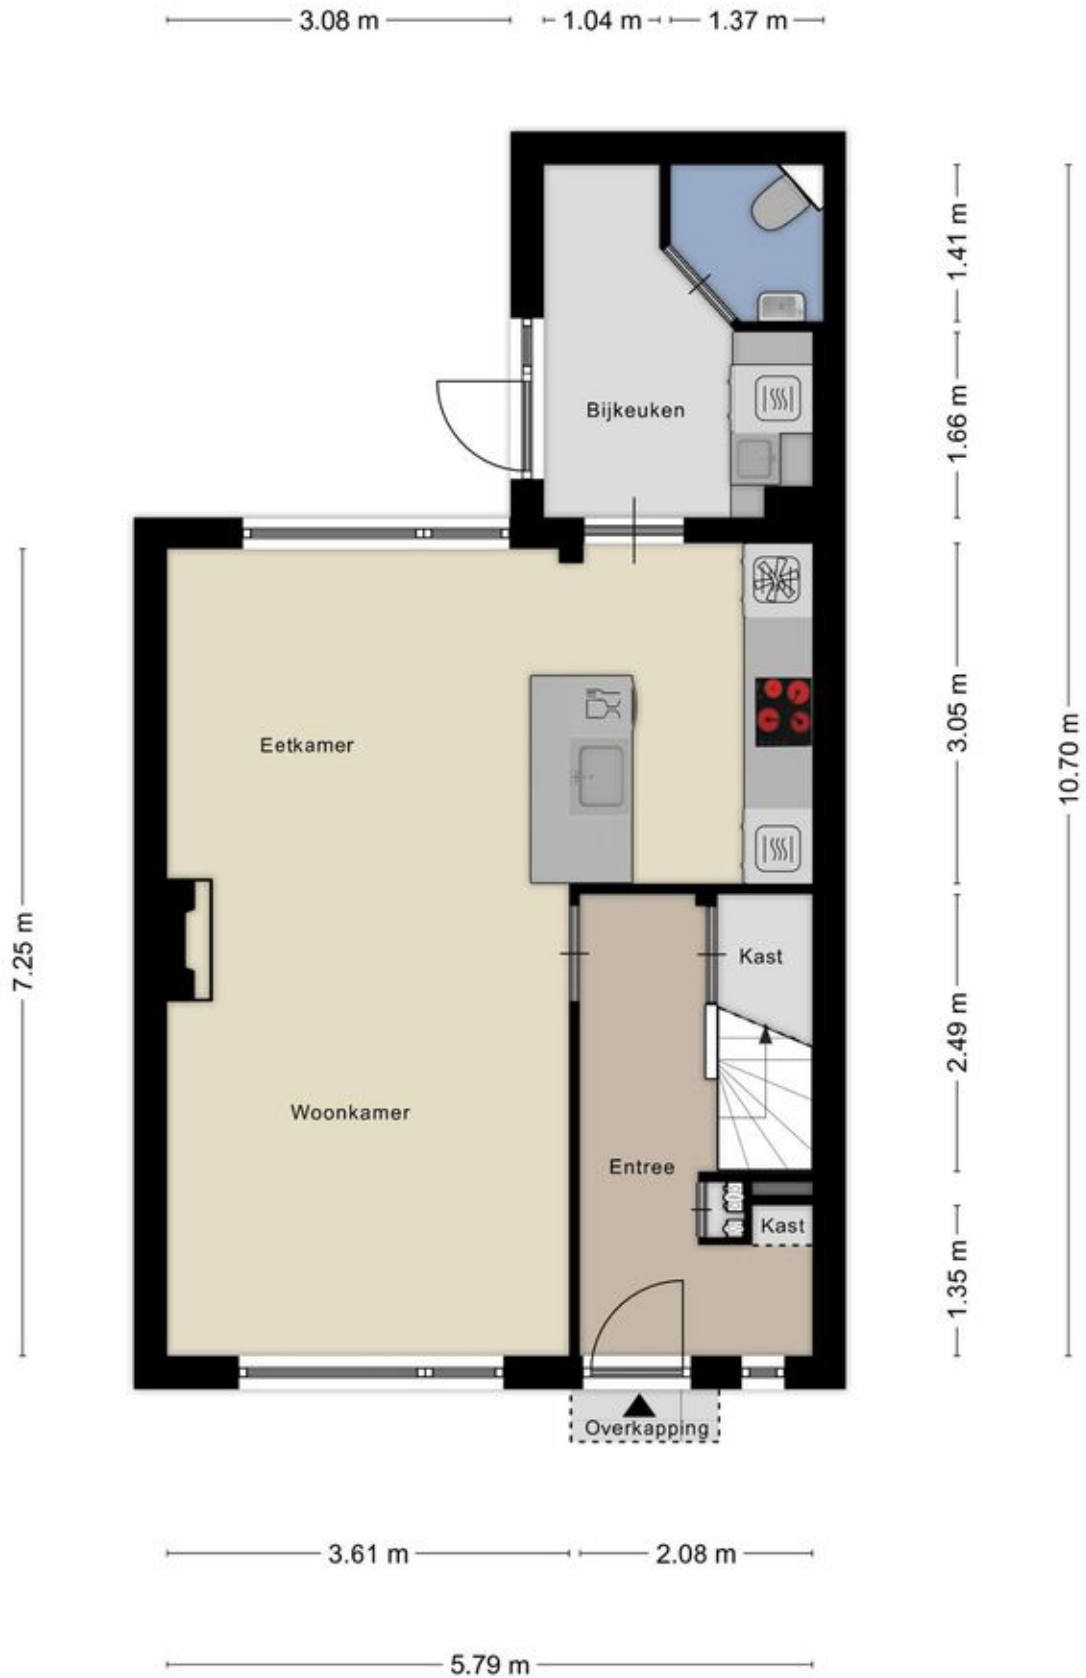 3.08 m
1.04 m
1.37 m
1.41 m
Bijkeuken
1.66 m
Eetkamer
3.05 m
10.70 m
7.25 m
Kast
2.49 m
Woonkamer
Entree
Kast
1.35 m
Overkapping
3.61 m
2.08 m
5.79 m